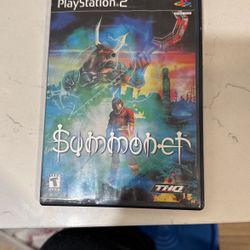 PlayStation 2
Summoner
T
THQ